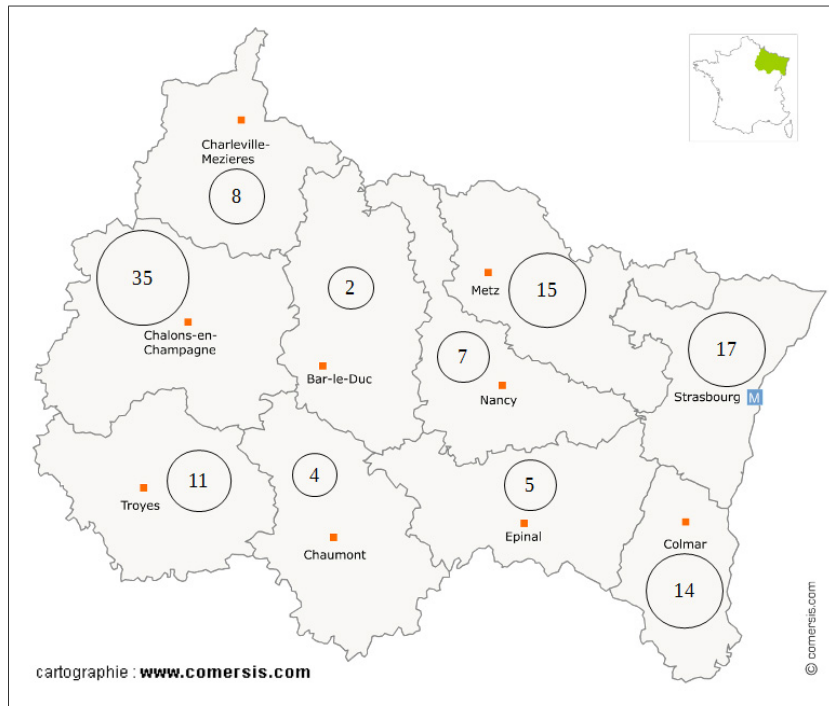 Charleville-
Mezieres
8
35
2
Metz
15
Chalons-en-
Champagne
7
17
Bar-le-Duc
Nancy
Strasbourg M
11
4
5
Troyes
Chaumont
Epinal
Colmar
14
cartographie : www.comersis.com
© comersis.com